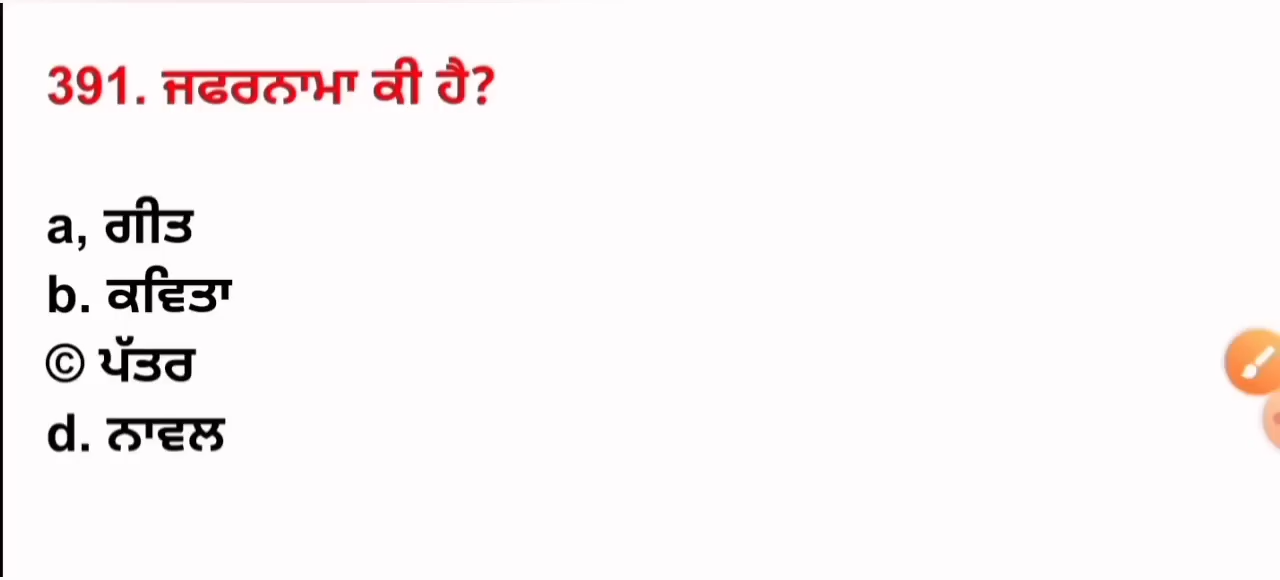 391. ਜਫਰਨਾਮਾ ਕੀ ਹੈ?
a, ਗੀਤ
b. ਕਵਿਤਾ
© ਪੱਤਰ
d. ਨਾਵਲ